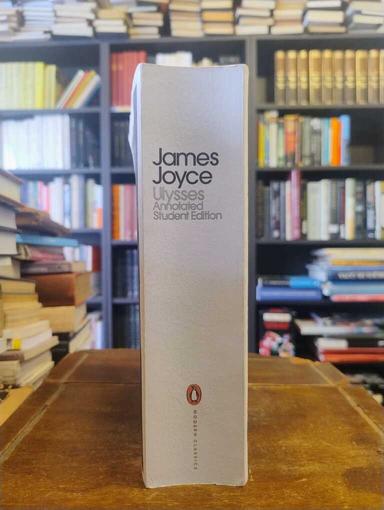 James
Joyce
Ulysses
Annotated
Student Edition
MODERN CLASSICS